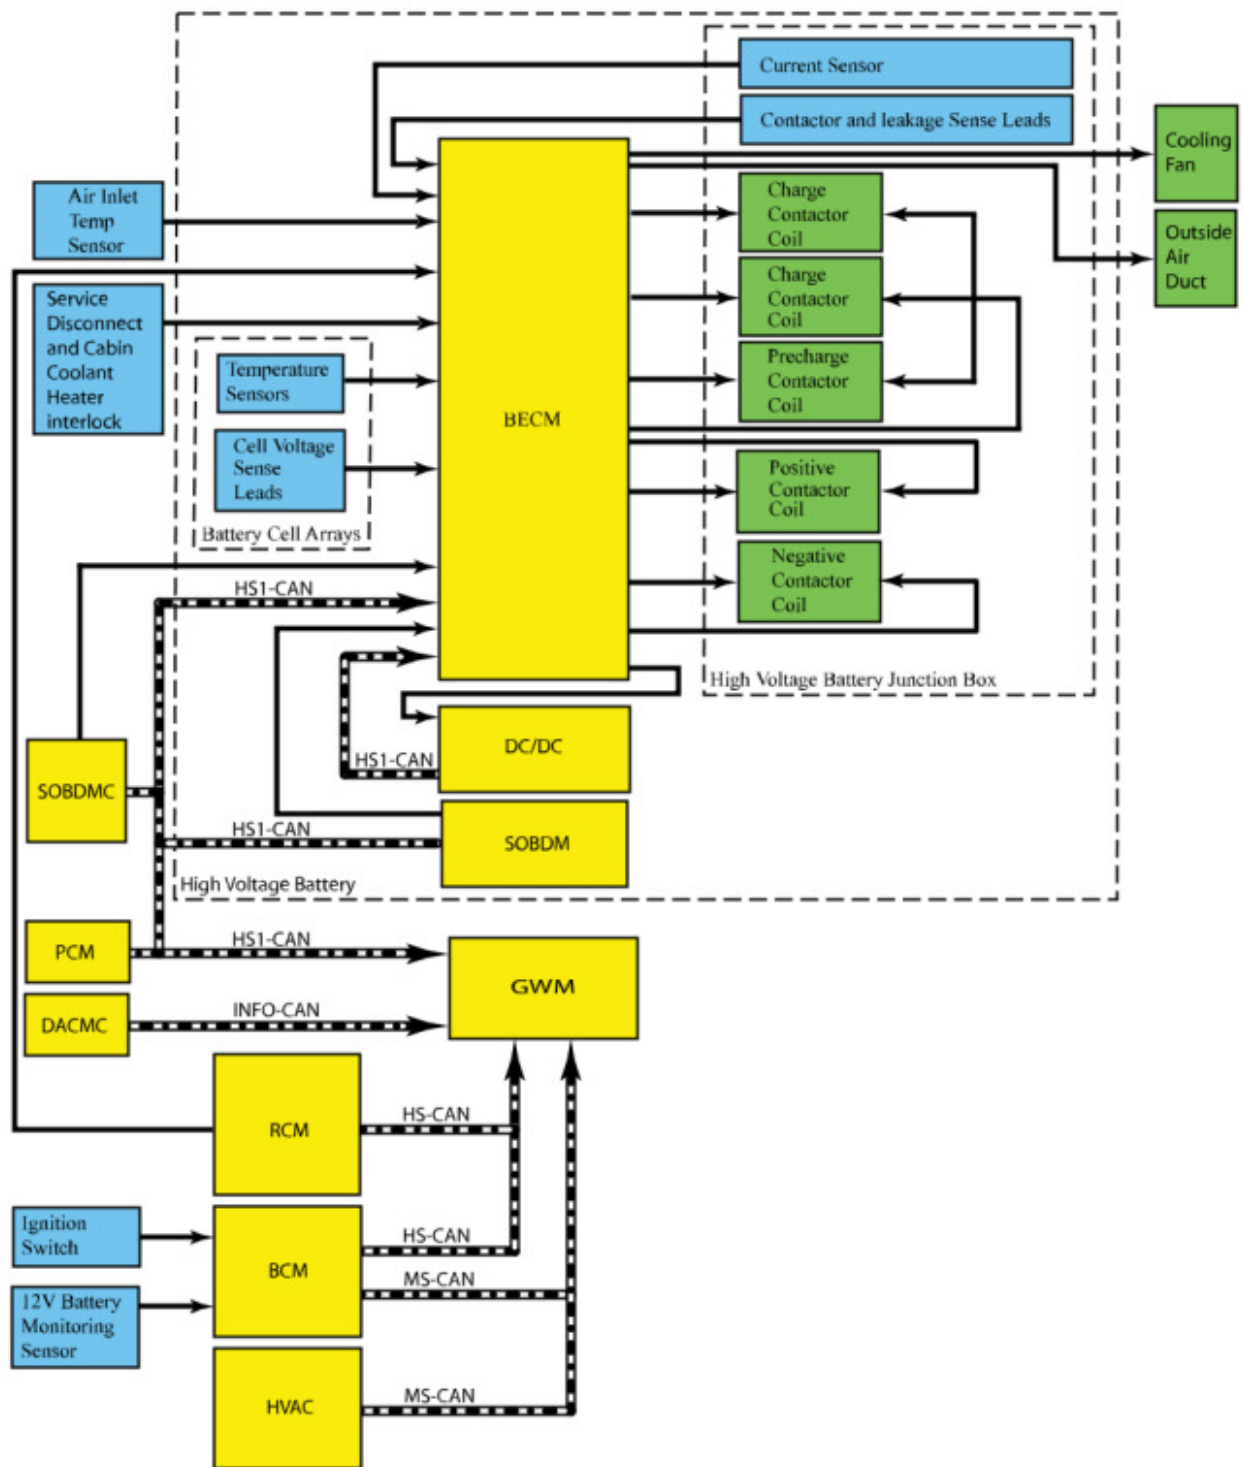 Current Sensor
Contactor and leakage Sense Leads
Cooling
Fan
Air Inlet
Temp
Sensor
Charge
Contactor
Coil
Outside
Air
Duct
Service
Disconnect
and Cabin
Coolant
Heater
interlock
Charge
Contactor
Coil
Temperature
Sensors
Precharge
Contactor
Coil
BECM
Cell Voltage
Sense
Leads
Battery Cell Arrays
Positive
Contactor
Coil
Negative
Contactor
Coil
HS1-CAN
High Voltage Battery Junction Box
DC/DC
HS1-CAN
SOBDMC
HS1-CAN
SOBDM
High Voltage Battery
PCM
HS1-CAN
GWM
DACMC
INFO-CAN
RCM
HS-CAN
Ignition
Switch
BCM
HS-CAN
MS-CAN
12V Battery
Monitoring
Sensor
HVAC
MS-CAN